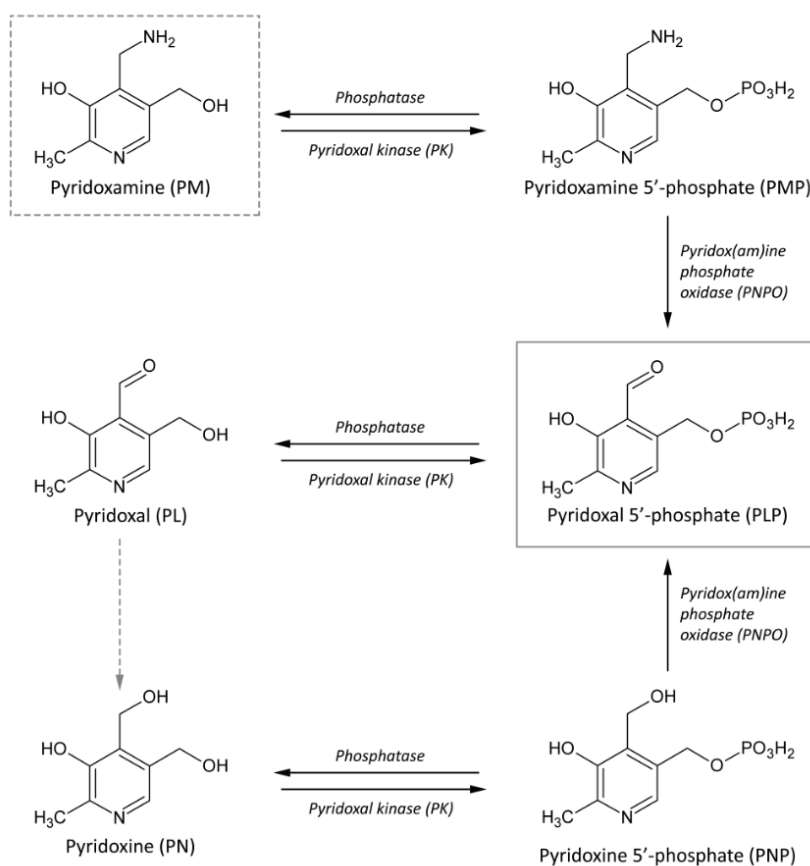 NH₂
HO
OH
H₃C
N
Pyridoxamine (PM)
Phosphatase
Pyridoxal kinase (PK)
NH₂
HO
O
PO₃H₂
H₃C
N
Pyridoxamine 5′-phosphate (PMP)
Pyridox(am)ine
phosphate
oxidase (PNPO)
O
HO
OH
H₃C
N
Pyridoxal (PL)
Phosphatase
Pyridoxal kinase (PK)
O
HO
O
PO₃H₂
H₃C
N
Pyridoxal 5′-phosphate (PLP)
Pyridox(am)ine
phosphate
oxidase (PNPO)
OH
HO
OH
H₃C
N
Pyridoxine (PN)
Phosphatase
Pyridoxal kinase (PK)
OH
HO
O
PO₃H₂
H₃C
N
Pyridoxine 5′-phosphate (PNP)